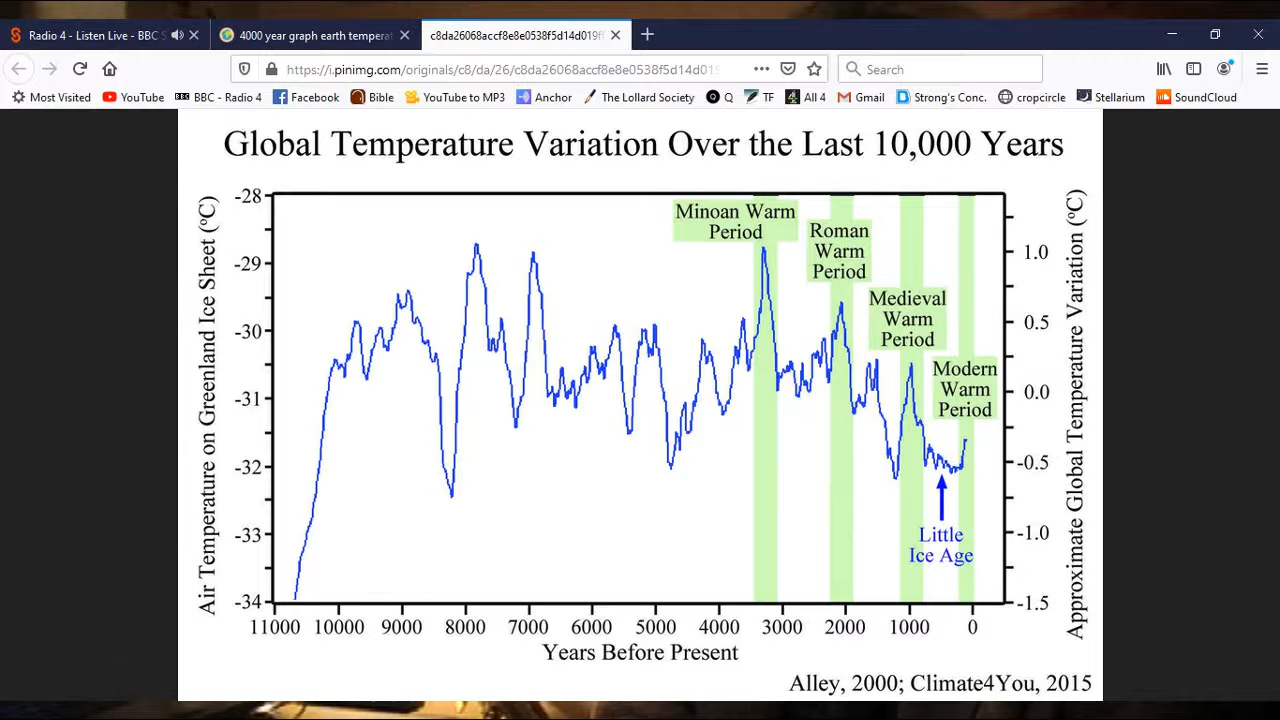 Radio 4 - Listen Live - BBC S
4000 year graph earth temperat
c8da26068accf8e8e0538f5d14d019ff
https://i.pinimg.com/originals/c8/da/26/c8da26068accf8e8e0538f5d14d019
Search
Most Visited
YouTube
BBC - Radio 4
Facebook
Bible
YouTube to MP3
Anchor
The Lollard Society
Q
TF
All 4
Gmail
Strong's Conc.
cropcircle
Stellarium
SoundCloud
Global Temperature Variation Over the Last 10,000 Years
Air Temperature on Greenland Ice Sheet (°C)
-28
-29
-30
-31
-32
-33
-34
Minoan Warm
Period
Roman
Warm
Period
Medieval
Warm
Period
Modern
Warm
Period
Little
Ice Age
1.0
0.5
0.0
-0.5
-1.0
-1.5
Approximate Global Temperature Variation (°C)
11000 10000 9000 8000 7000 6000 5000 4000 3000 2000 1000 0
Years Before Present
Alley, 2000; Climate4You, 2015